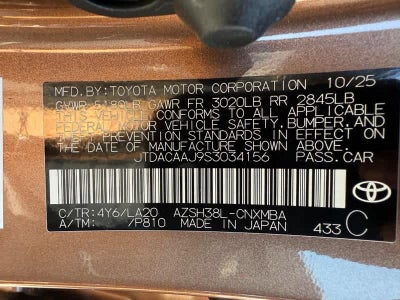 MFD.BY:TOYOTA MOTOR CORPORATION 10/25
GVWR 5180LB GAWR FR 3020LB RR 2845LB
THIS VEHICLE CONFORMS TO ALL APPLICABLE
FEDERAL MOTOR VEHICLE SAFETY, BUMPER, AND
THEFT PREVENTION STANDARDS IN EFFECT ON
THE DATE OF MANUFACTURE SHOWN ABOVE.
JTDACAAJ9S3034156 PASS.CAR
C/TR:4Y6/LA20 AZSH38L-CNXMBA
A/TM: /P810 MADE IN JAPAN 433 C
TOYOTA